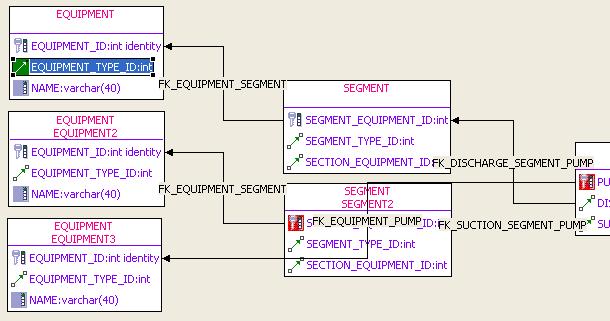 EQUIPMENT
EQUIPMENT_ID:int identity
EQUIPMENT_TYPE_ID:int
NAME:varchar(40)
FK_EQUIPMENT_SEGMENT
SEGMENT
SEGMENT_EQUIPMENT_ID:int
SEGMENT_TYPE_ID:int
SECTION_EQUIPMENT_ID:
FK_DISCHARGE_SEGMENT_PUMP
EQUIPMENT
EQUIPMENT2
EQUIPMENT_ID:int identity
EQUIPMENT_TYPE_ID:int
NAME:varchar(40)
FK_EQUIPMENT_SEGMENT
SEGMENT
SEGMENT2
S
_ID:int
FK_EQUIPMENT_PUMP
SEGMENT_TYPE_ID:int
SECTION_EQUIPMENT_ID:int
FK_SUCTION_SEGMENT_PUMP
PU
DIS
SU
EQUIPMENT
EQUIPMENT3
EQUIPMENT_ID:int identity
EQUIPMENT_TYPE_ID:int
NAME:varchar(40)